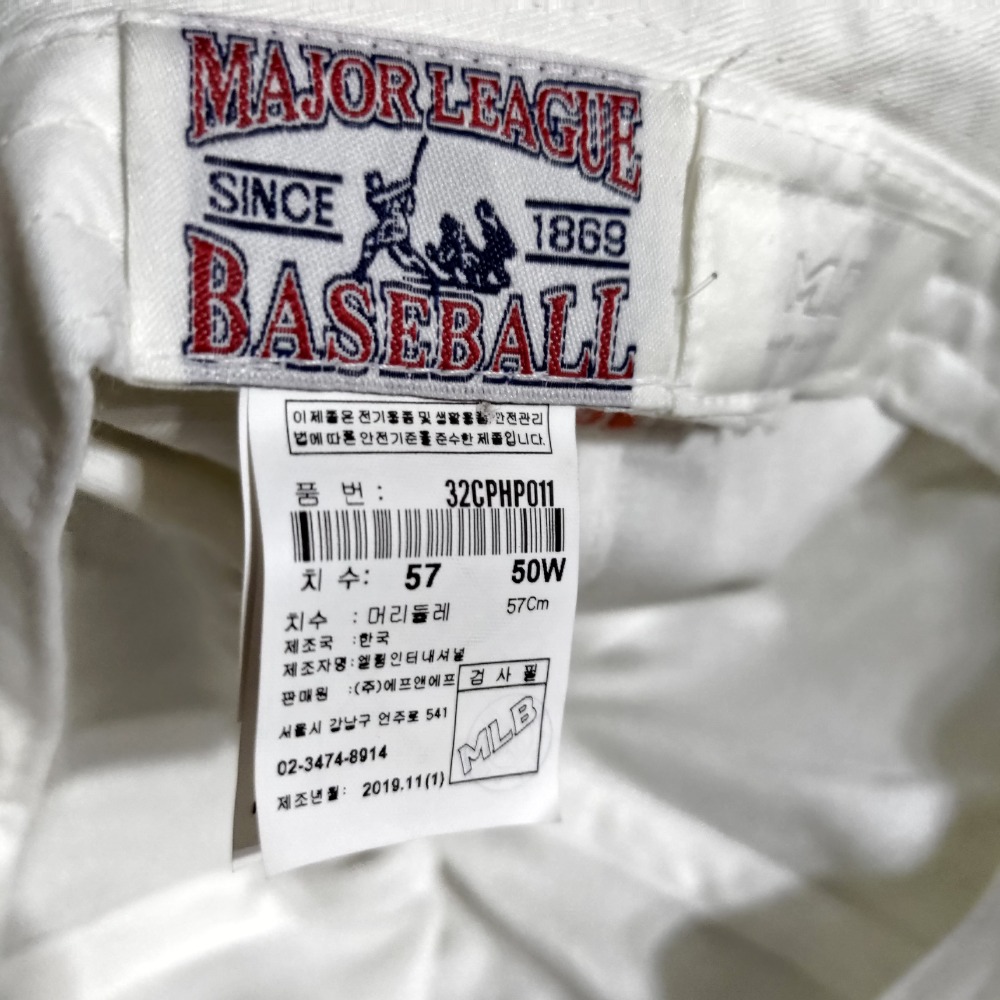 MAJOR LEAGUE
SINCE 1869
BASEBALL
이 제품은 전기용품 및 생활용품 안전관리
법에 따른 안전기준를 준수한 제품입니다.
품 번 : 32CPHP011
치 수: 57 50W
치수 : 머리둘레 57Cm
제조국 :한국
제조자명:엘림인터내셔널
판매원 :(주)에프앤에프
검 사 필
서울시 강남구 언주로 541
MLB
02-3474-8914
제조년월: 2019.11(1)